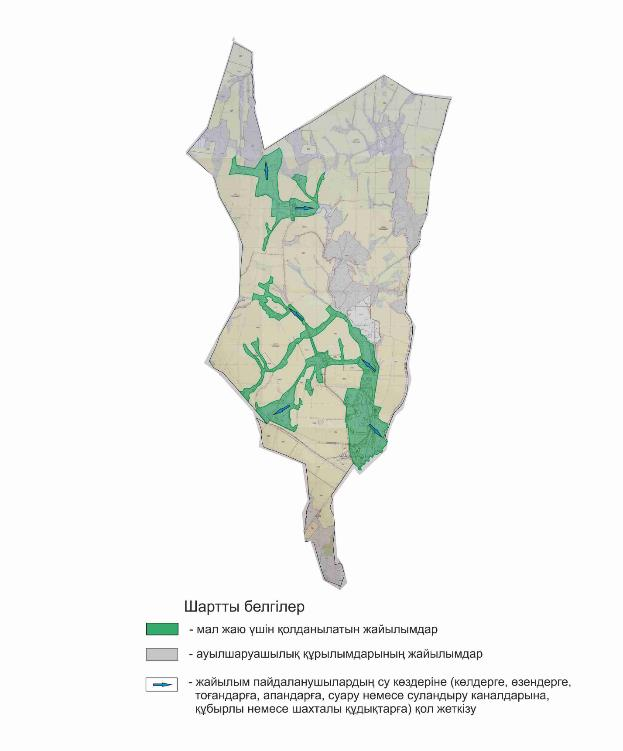 Шартты белгілер
- мал жаю үшін қолданылатын жайылымдар
- ауылшаруашылық құрылымдарының жайылымдар
- жайылым пайдаланушылардың су көздеріне (көлдерге, өзендерге,
тоғандарға, апандарға, суару немесе суландыру каналдарына,
құбырлы немесе шахталы құдықтарға) қол жеткізу